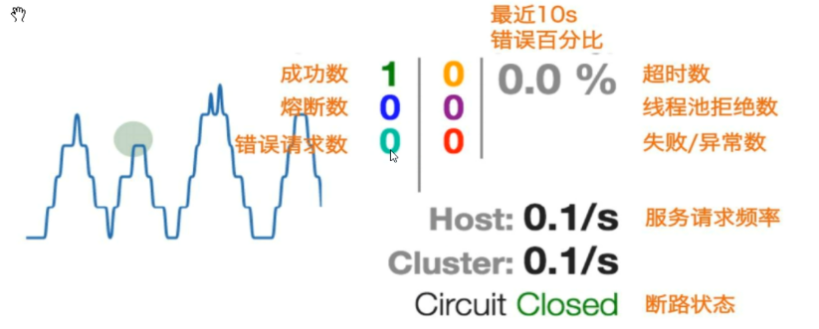 最近10s
错误百分比
成功数 1 0 0.0 % 超时数
熔断数 0 0 线程池拒绝数
错误请求数 0 0 失败/异常数
Host: 0.1/s 服务请求频率
Cluster: 0.1/s
Circuit Closed 断路状态